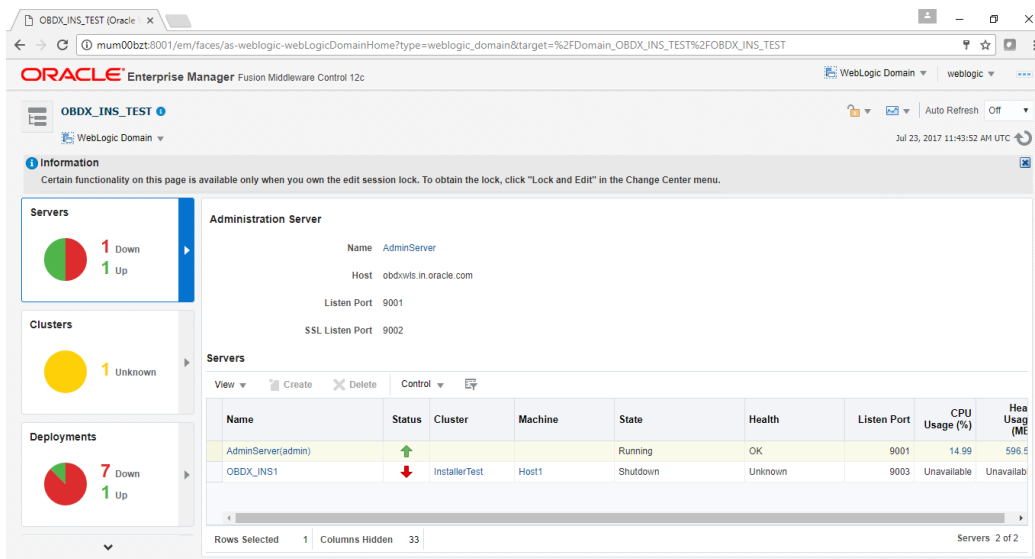 OBDX_INS_TEST (Oracle
mum00bzt:8001/em/faces/as-weblogic-webLogicDomainHome?type=weblogic_domain&target=%2FDomain_OBDX_INS_TEST%2FOBDX_INS_TEST
ORACLE Enterprise Manager Fusion Middleware Control 12c
WebLogic Domain
weblogic
OBDX_INS_TEST
Auto Refresh Off
WebLogic Domain
Jul 23, 2017 11:43:52 AM UTC
Information
Certain functionality on this page is available only when you own the edit session lock. To obtain the lock, click "Lock and Edit" in the Change Center menu.
Servers
1 Down
1 Up
Clusters
1 Unknown
Deployments
7 Down
1 Up
Administration Server
Name AdminServer
Host obdxwls.in.oracle.com
Listen Port 9001
SSL Listen Port 9002
Servers
View Create Delete Control
Name Status Cluster Machine State Health Listen Port CPU Usage (%) Hea Usag (ME
AdminServer(admin) Running OK 9001 14.99 596.5
OBDX_INS1 InstallerTest Host1 Shutdown Unknown 9003 Unavailable Unavailab
Rows Selected 1 Columns Hidden 33 Servers 2 of 2